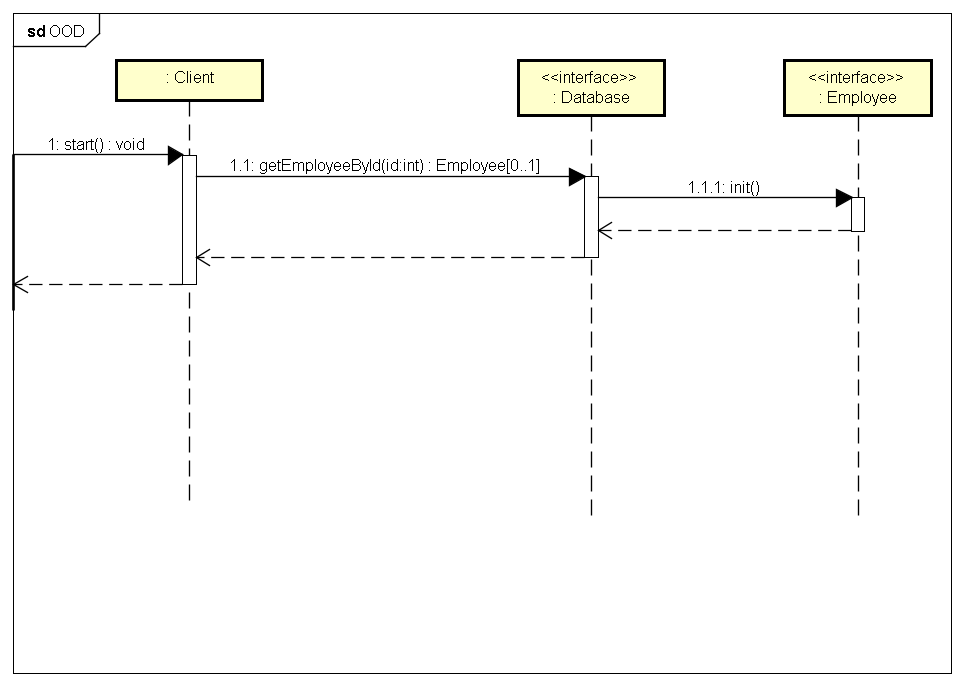 sd OOD
: Client
<<interface>>
: Database
<<interface>>
: Employee
1: start() : void
1.1: getEmployeeById(id:int) : Employee[0..1]
1.1.1: init()